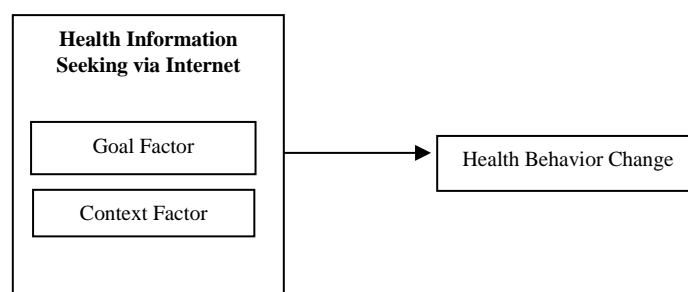 Health Information
Seeking via Internet
Goal Factor
Context Factor
Health Behavior Change